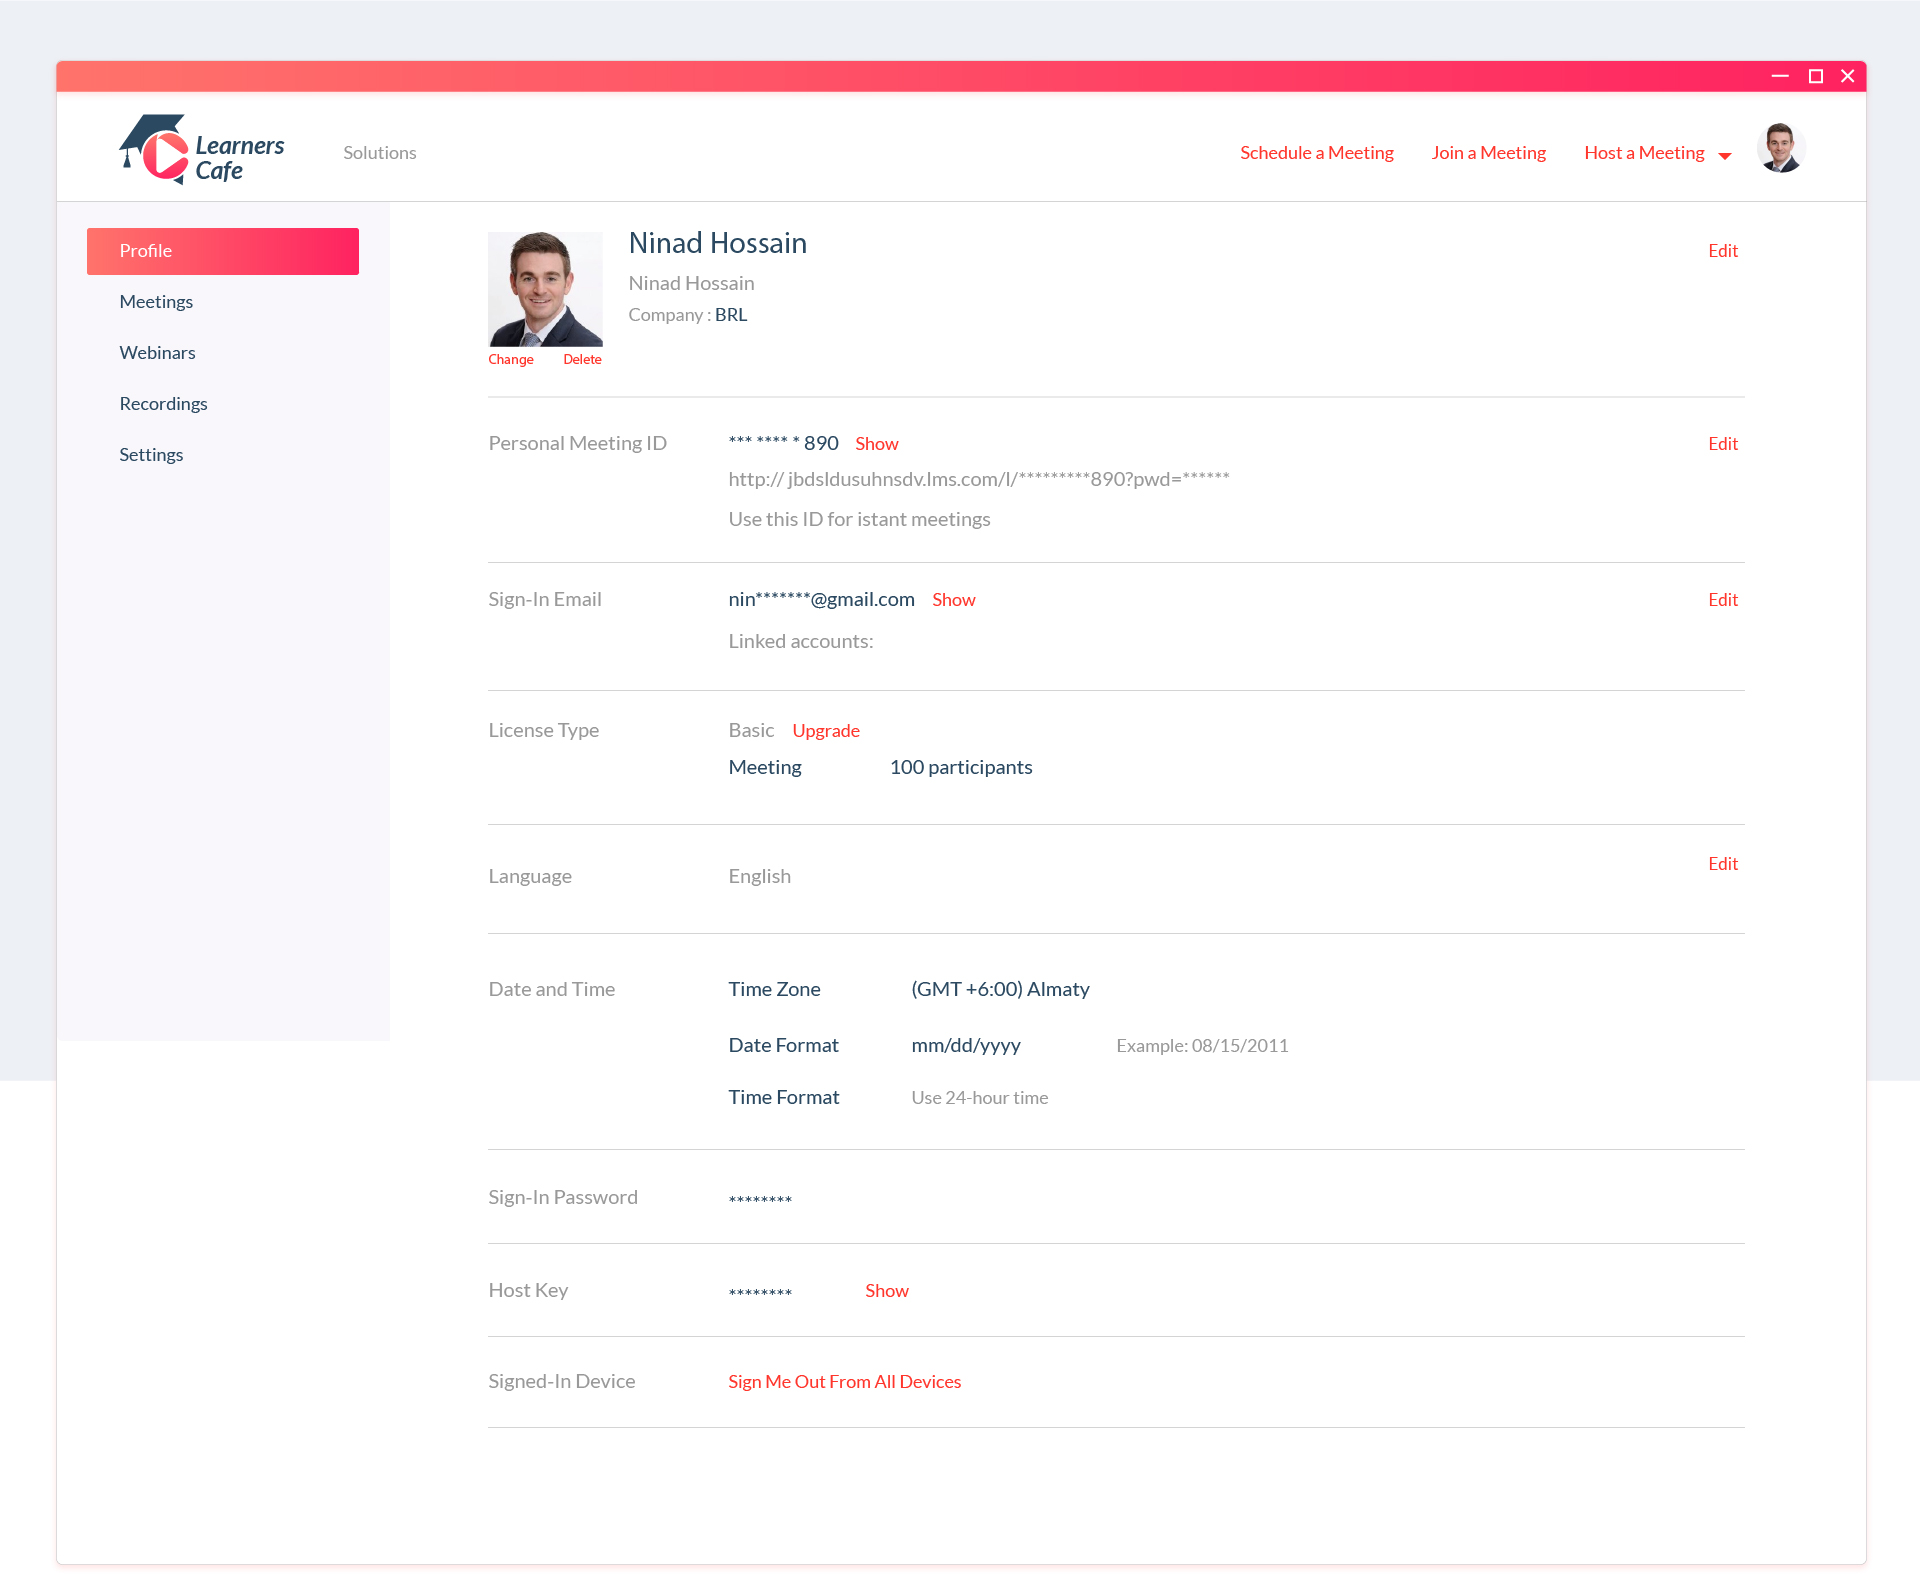 Learners
Cafe
Solutions
Schedule a Meeting
Join a Meeting
Host a Meeting
Profile
Meetings
Webinars
Recordings
Settings
Ninad Hossain
Edit
Ninad Hossain
Company : BRL
Change
Delete
Personal Meeting ID
*** **** * 890 Show
Edit
http:// jbdsldusuhnsdv.lms.com/l/*********890?pwd=******
Use this ID for istant meetings
Sign-In Email
nin*******@gmail.com Show
Edit
Linked accounts:
License Type
Basic Upgrade
Meeting 100 participants
Language
English
Edit
Date and Time
Time Zone (GMT +6:00) Almaty
Date Format mm/dd/yyyy Example: 08/15/2011
Time Format Use 24-hour time
Sign-In Password
********
Host Key
******** Show
Signed-In Device
Sign Me Out From All Devices